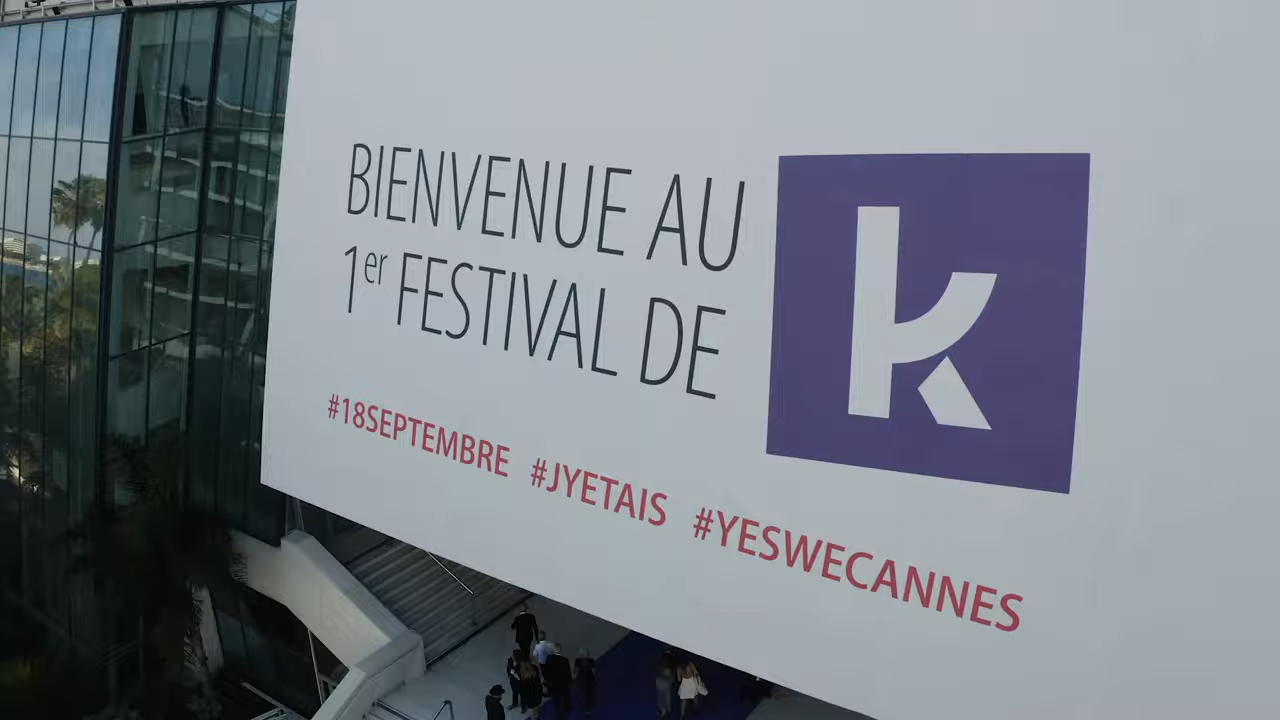 BIENVENUE AU
1er FESTIVAL DE
k
#18SEPTEMBRE #JYETAIS #YESWECANNES